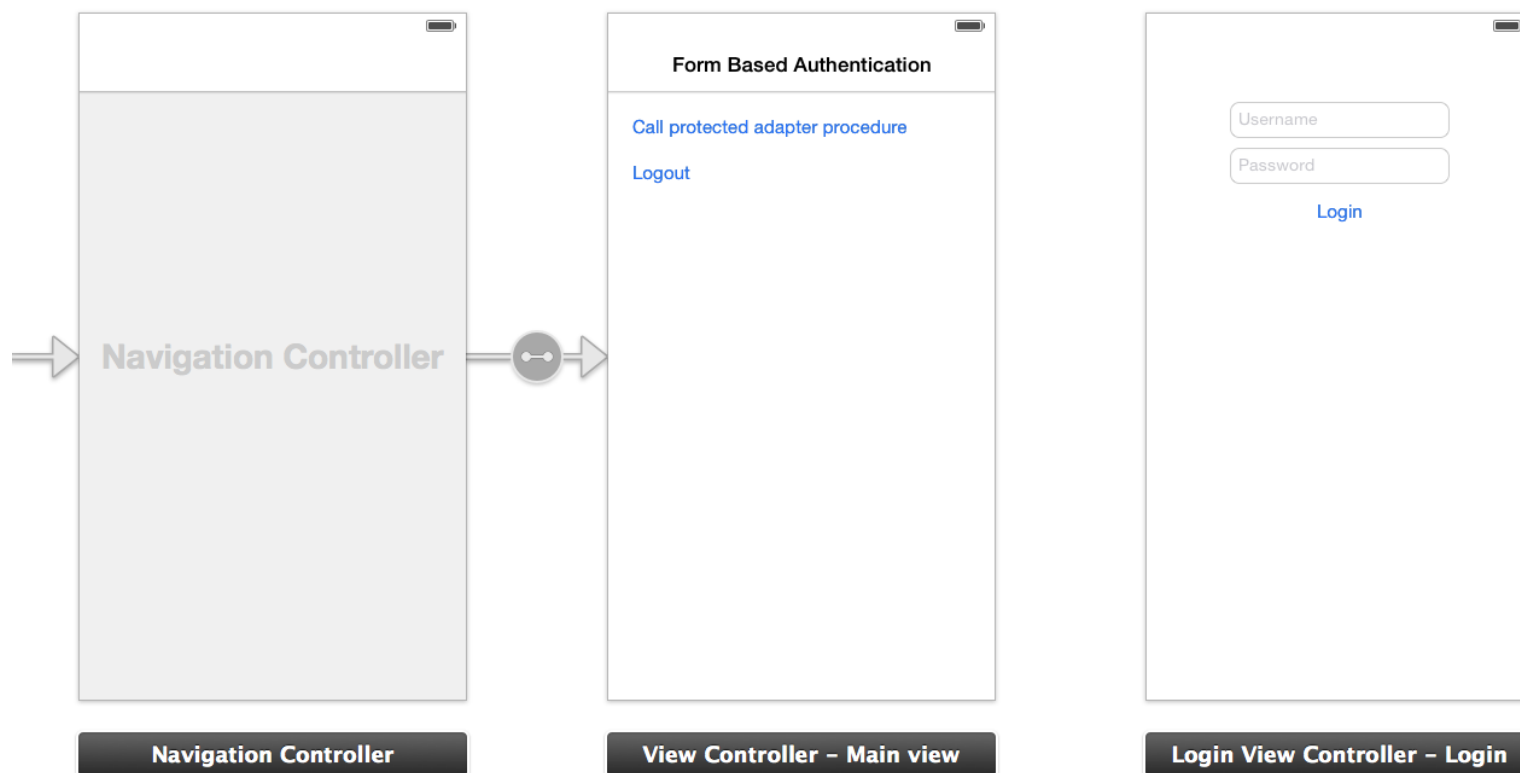 Navigation Controller
Navigation Controller
Form Based Authentication
Call protected adapter procedure
Logout
View Controller – Main view
Username
Password
Login
Login View Controller – Login